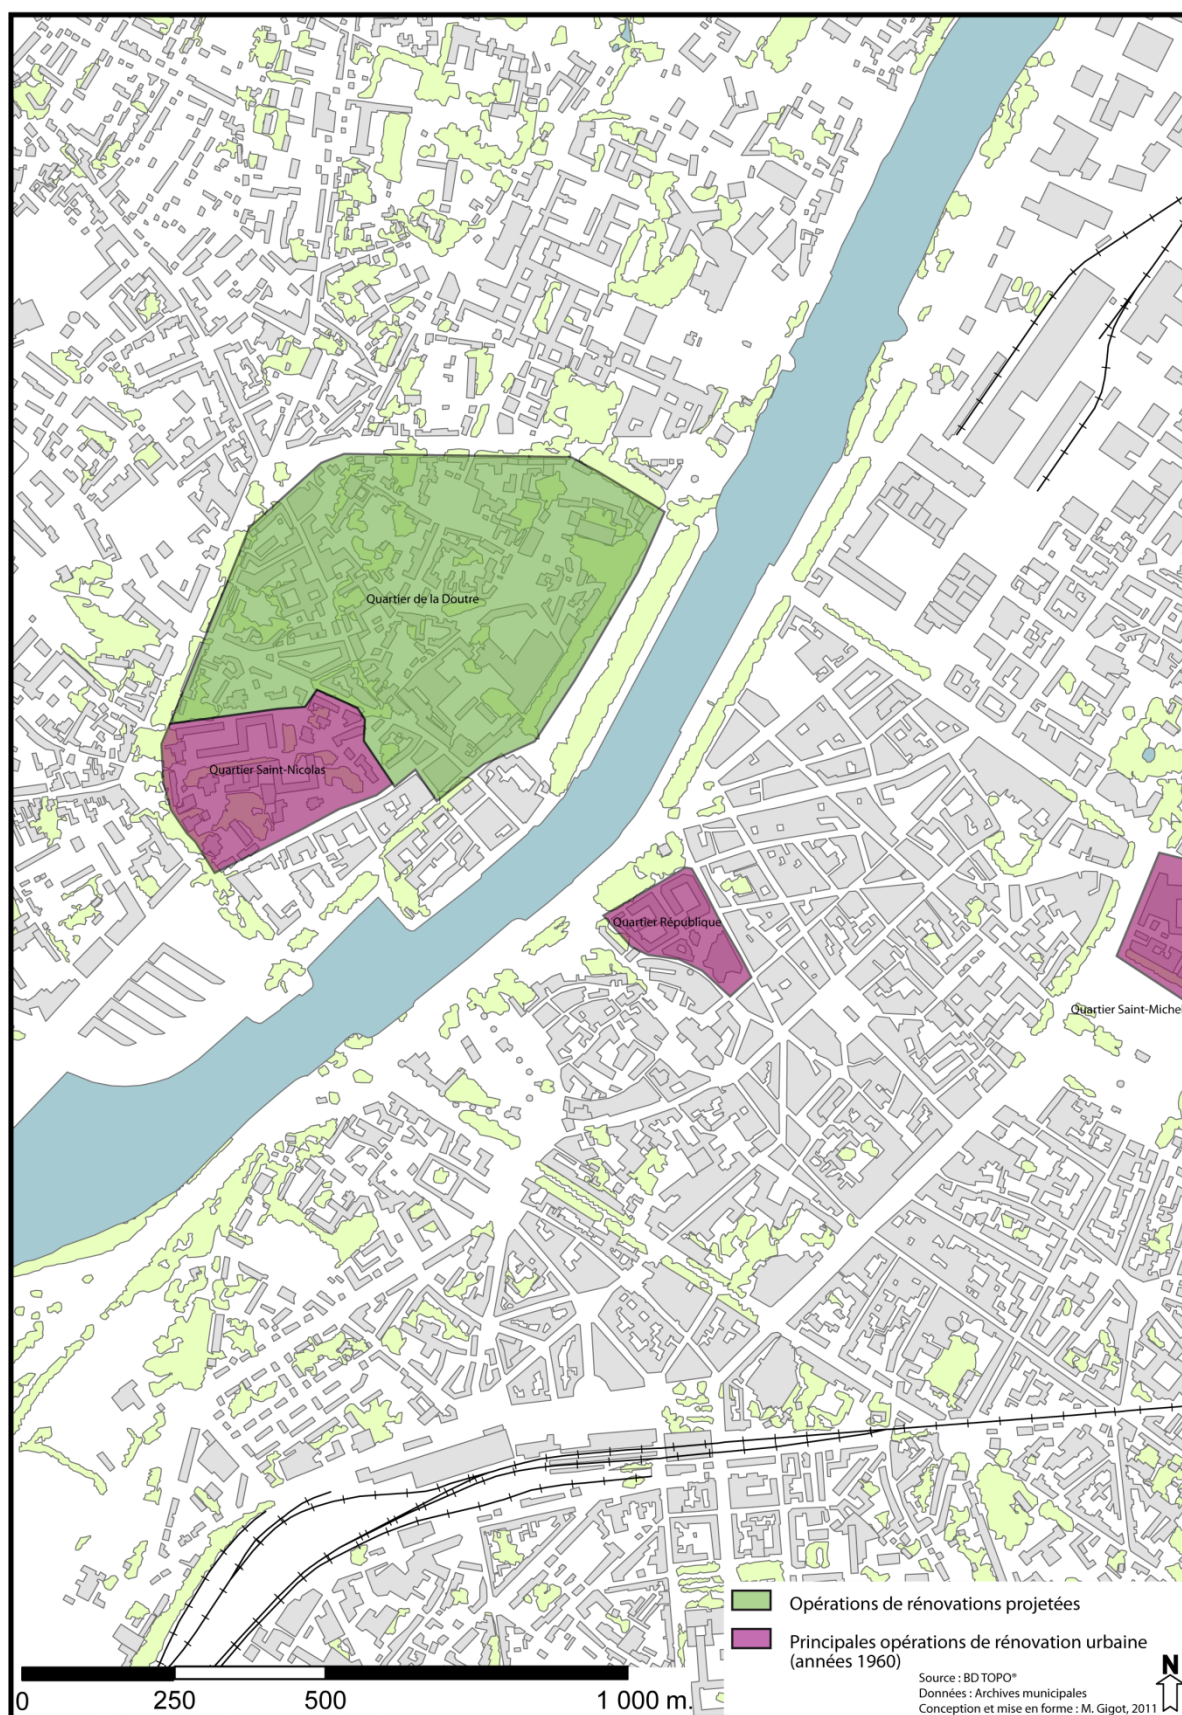 Quartier de la Doutre
Quartier Saint-Nicolas
Quartier République
Quartier Saint-Michel
Opérations de rénovations projetées
Principales opérations de rénovation urbaine
(années 1960)
Source : BD TOPO®
Données : Archives municipales
Conception et mise en forme : M. Gigot, 2011
N
0 250 500 1 000 m.